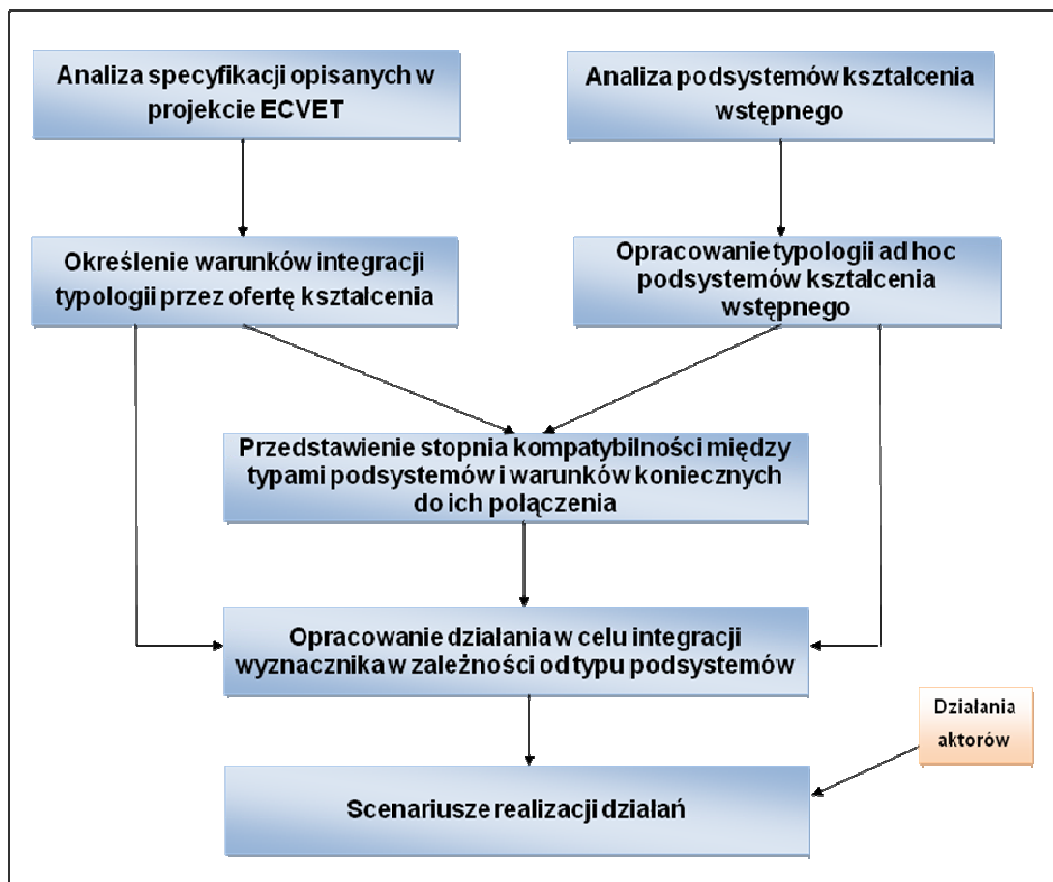 Analiza specyfikacji opisanych w
projekcie ECVET
Analiza podsystemów kształcenia
wstępnego
Określenie warunków integracji
typologii przez ofertę kształcenia
Opracowanie typologii ad hoc
podsystemów kształcenia
wstępnego
Przedstawienie stopnia kompatybilności między
typami podsystemów i warunków koniecznych
do ich połączenia
Opracowanie działania w celu integracji
wyznacznika w zależności od typu podsystemów
Działania
aktorów
Scenariusze realizacji działań